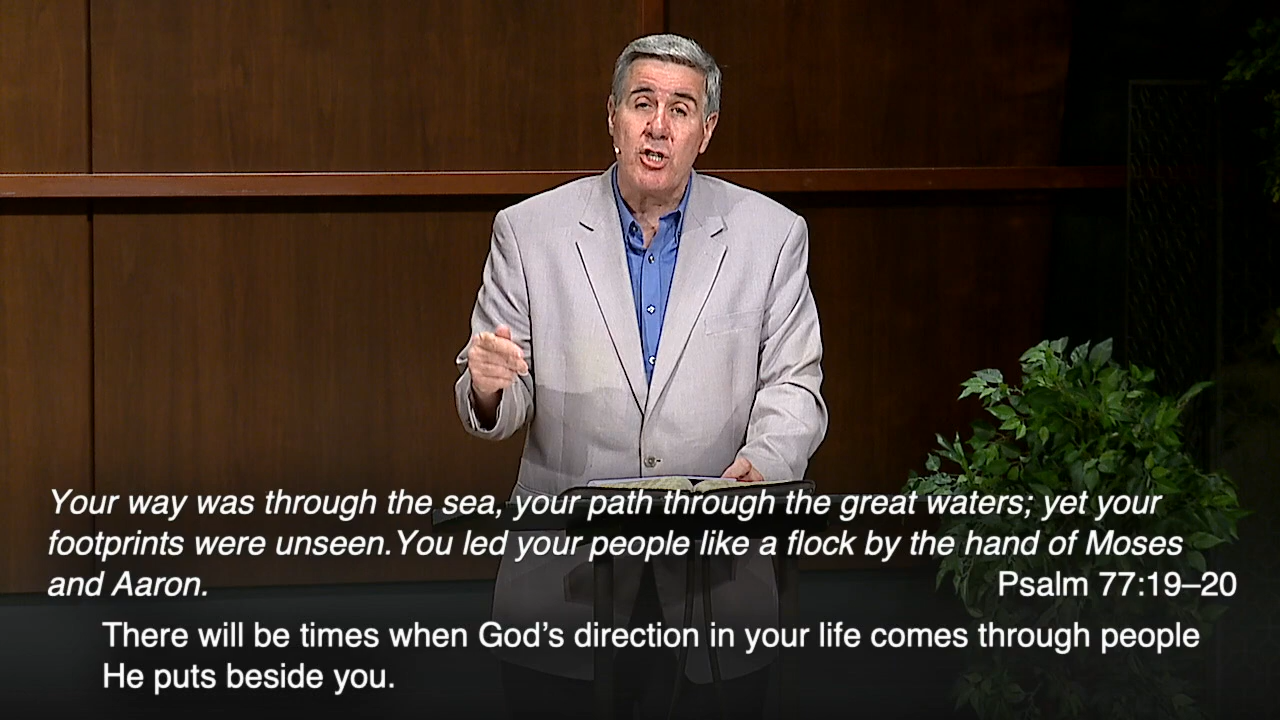 Your way was through the sea, your path through the great waters; yet your
footprints were unseen.You led your people like a flock by the hand of Moses
and Aaron. Psalm 77:19–20
There will be times when God’s direction in your life comes through people
He puts beside you.